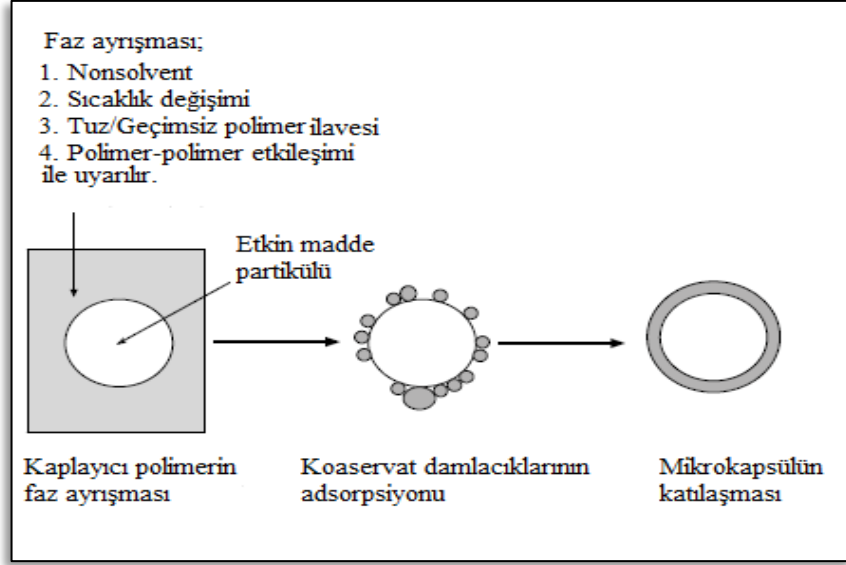 Faz ayrışması;
1. Nonsolvent
2. Sıcaklık değişimi
3. Tuz/Geçimsiz polimer ilavesi
4. Polimer-polimer etkileşimi
ile uyarılır.
Etkin madde
partikülü
Kaplayıcı polimerin
faz ayrışması
Koaservat damlacıklarının
adsorpsiyonu
Mikrokapsülün
katılaşması